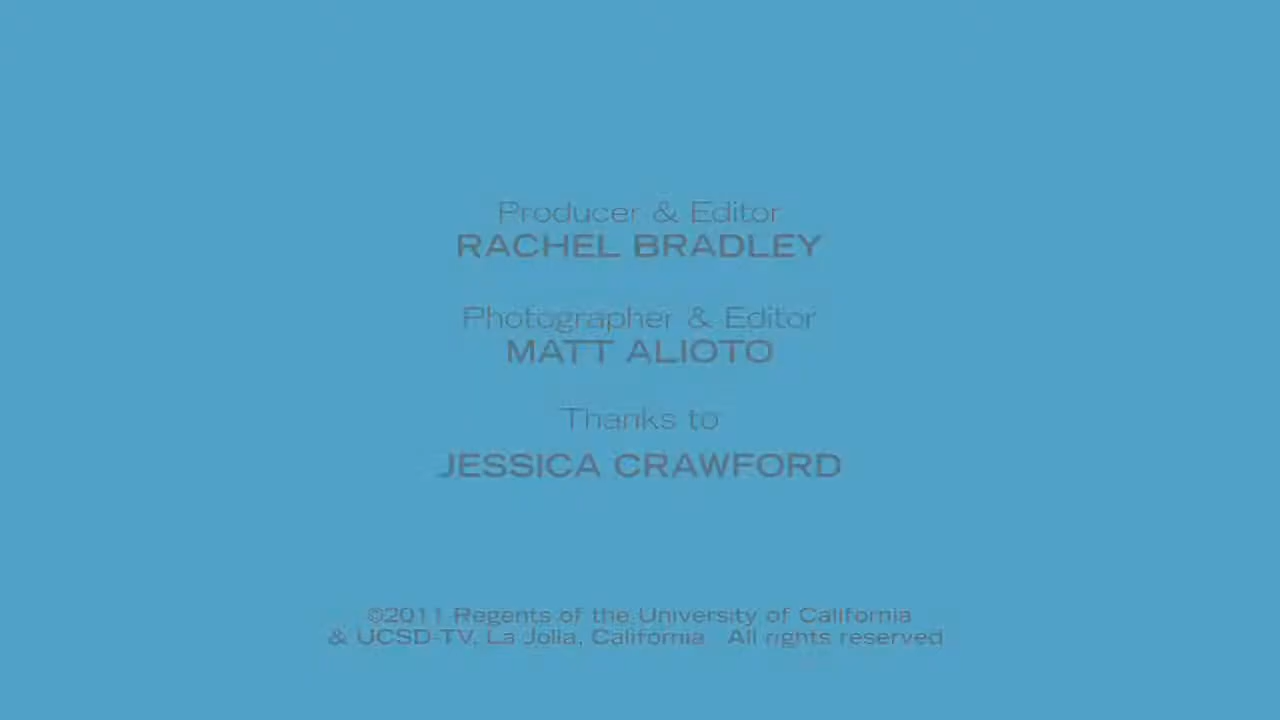 Producer & Editor
RACHEL BRADLEY
Photographer & Editor
MATT ALIOTO
Thanks to
JESSICA CRAWFORD
©2011 Regents of the University of California
& UCSD-TV, La Jolla, California. All rights reserved